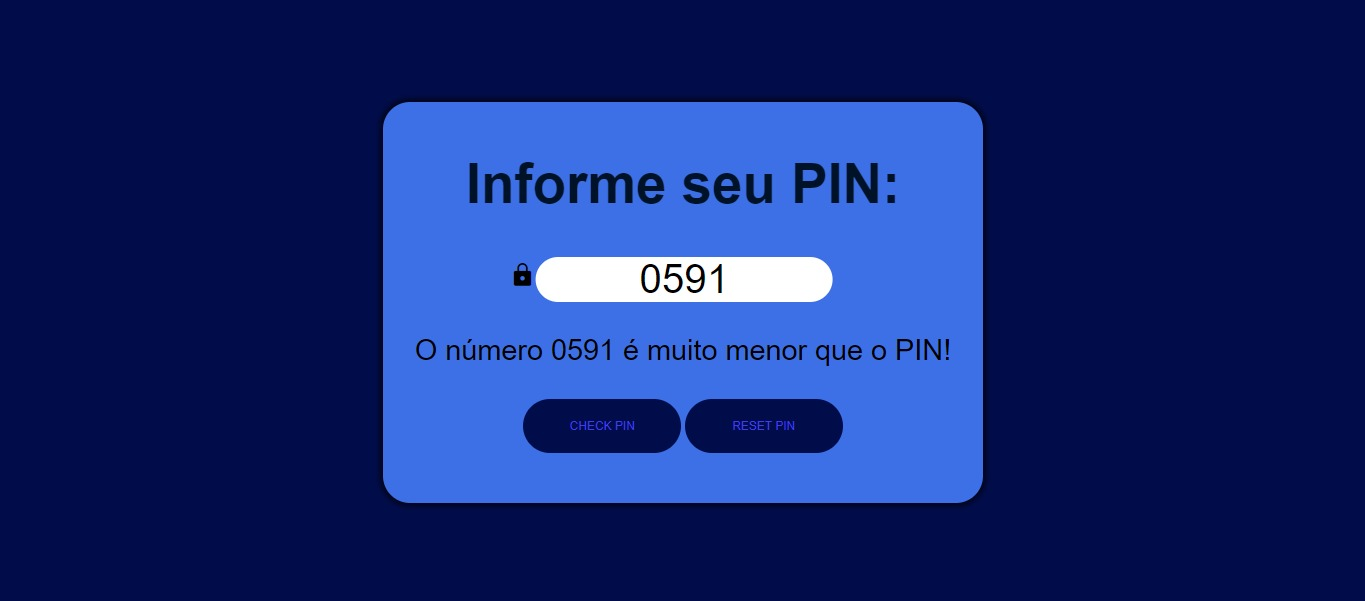 Informe seu PIN:
0591
O número 0591 é muito menor que o PIN!
CHECK PIN RESET PIN